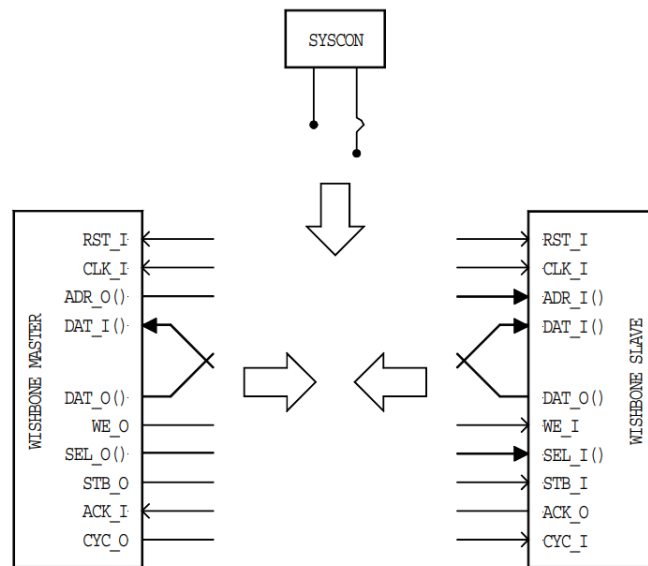 SYSCON
WISHBONE MASTER
RST_I
CLK_I
ADR_O()
DAT_I()
DAT_O()
WE_O
SEL_O()
STB_O
ACK_I
CYC_O
RST_I
CLK_I
ADR_I()
DAT_I()
DAT_O()
WE_I
SEL_I()
STB_I
ACK_O
CYC_I
WISHBONE SLAVE